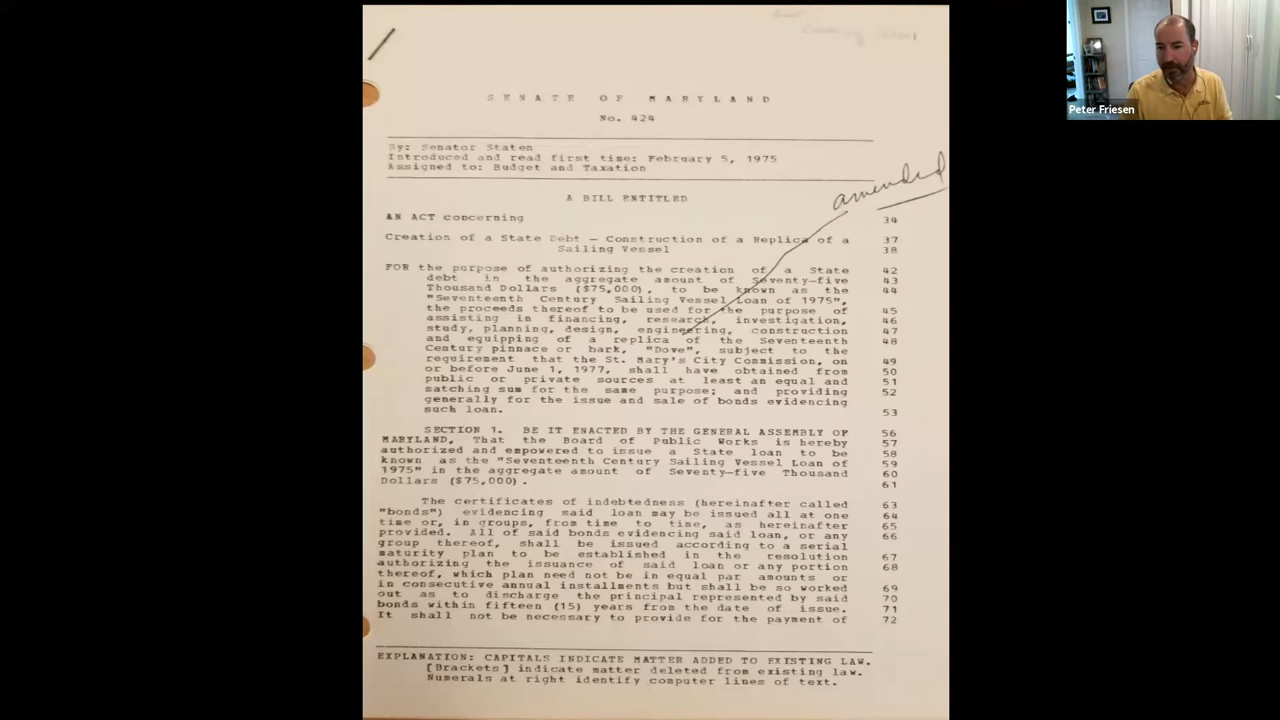 SENATE OF MARYLAND
No. 424
By: Senator Staten
Introduced and read first time: February 5, 1975
Assigned to: Budget and Taxation
A BILL ENTITLED
amended
AN ACT concerning 34
Creation of a State Debt — Construction of a Replica of a 37
Sailing Vessel 38
FOR the purpose of authorizing the creation of a State 42
debt in the aggregate amount of Seventy-five 43
Thousand Dollars ($75,000), to be known as the 44
"Seventeenth Century Sailing Vessel Loan of 1975",
the proceeds thereof to be used for the purpose of 45
assisting in financing, research, investigation, 46
study, planning, design, engineering, construction 47
and equipping of a replica of the Seventeenth 48
Century pinnace or bark, "Dove", subject to the
requirement that the St. Mary's City Commission, on 49
or before June 1, 1977, shall have obtained from 50
public or private sources at least an equal and 51
matching sum for the same purpose; and providing 52
generally for the issue and sale of bonds evidencing
such loan. 53
SECTION 1. BE IT ENACTED BY THE GENERAL ASSEMBLY OF 56
MARYLAND, That the Board of Public Works is hereby 57
authorized and empowered to issue a State loan to be 58
known as the "Seventeenth Century Sailing Vessel Loan of 59
1975" in the aggregate amount of Seventy-five Thousand 60
Dollars ($75,000). 61
The certificates of indebtedness (hereinafter called 63
"bonds") evidencing said loan may be issued all at one 64
time or, in groups, from time to time, as hereinafter 65
provided. All of said bonds evidencing said loan, or any 66
group thereof, shall be issued according to a serial
maturity plan to be established in the resolution 67
authorizing the issuance of said loan or any portion 68
thereof, which plan need not be in equal par amounts or
in consecutive annual installments but shall be so worked 69
out as to discharge the principal represented by said 70
bonds within fifteen (15) years from the date of issue. 71
It shall not be necessary to provide for the payment of 72
EXPLANATION: CAPITALS INDICATE MATTER ADDED TO EXISTING LAW.
[Brackets] indicate matter deleted from existing law.
Numerals at right identify computer lines of text.
Peter Friesen